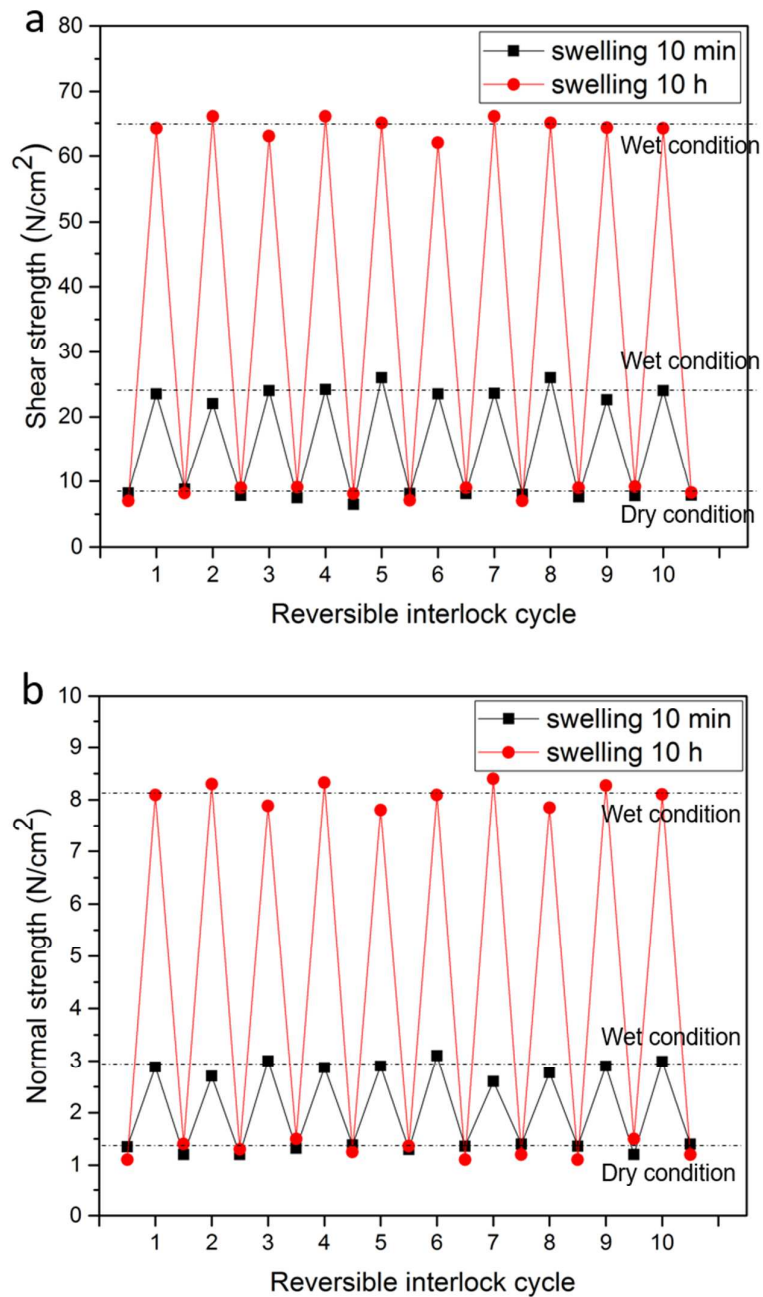 a
80
70
60
50
40
30
20
10
0
Shear strength (N/cm²)
swelling 10 min
swelling 10 h
Wet condition
Wet condition
Dry condition
1 2 3 4 5 6 7 8 9 10
Reversible interlock cycle
b
10
9
8
7
6
5
4
3
2
1
0
Normal strength (N/cm²)
swelling 10 min
swelling 10 h
Wet condition
Wet condition
Dry condition
1 2 3 4 5 6 7 8 9 10
Reversible interlock cycle